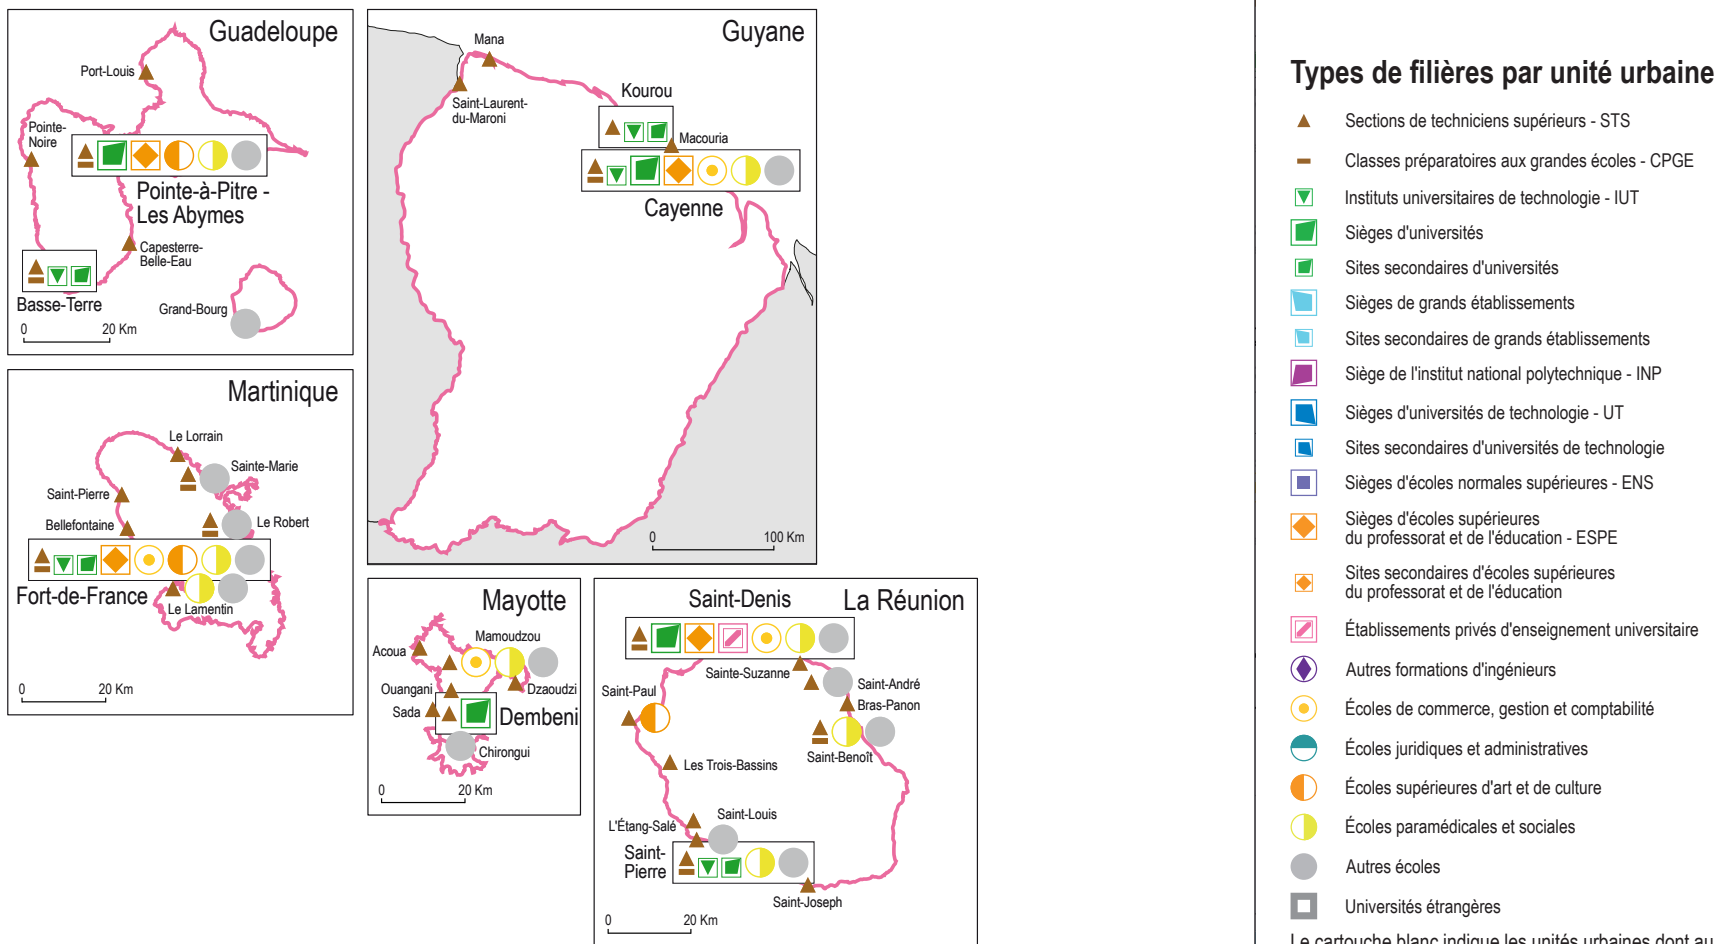 Guadeloupe
Port-Louis
Pointe-
Noire
Pointe-à-Pitre -
Les Abymes
Capesterre-
Belle-Eau
Basse-Terre
Grand-Bourg
0 20 Km
Guyane
Mana
Saint-Laurent-
du-Maroni
Kourou
Macouria
Cayenne
0 100 Km
Martinique
Le Lorrain
Sainte-Marie
Saint-Pierre
Bellefontaine
Le Robert
Fort-de-France
Le Lamentin
0 20 Km
Mayotte
Mamoudzou
Acoua
Ouangani
Dzaoudzi
Sada
Dembeni
Chirongui
0 20 Km
Saint-Denis
La Réunion
Sainte-Suzanne
Saint-Paul
Saint-André
Bras-Panon
Saint-Benoît
Les Trois-Bassins
L'Étang-Salé
Saint-Louis
Saint-
Pierre
Saint-Joseph
0 20 Km
Types de filières par unité urbaine
Sections de techniciens supérieurs - STS
Classes préparatoires aux grandes écoles - CPGE
Instituts universitaires de technologie - IUT
Sièges d'universités
Sites secondaires d'universités
Sièges de grands établissements
Sites secondaires de grands établissements
Siège de l'institut national polytechnique - INP
Sièges d'universités de technologie - UT
Sites secondaires d'universités de technologie
Sièges d'écoles normales supérieures - ENS
Sièges d'écoles supérieures
du professorat et de l'éducation - ESPE
Sites secondaires d'écoles supérieures
du professorat et de l'éducation
Établissements privés d'enseignement universitaire
Autres formations d'ingénieurs
Écoles de commerce, gestion et comptabilité
Écoles juridiques et administratives
Écoles supérieures d'art et de culture
Écoles paramédicales et sociales
Autres écoles
Universités étrangères
Le cartouche blanc indique les unités urbaines dont au